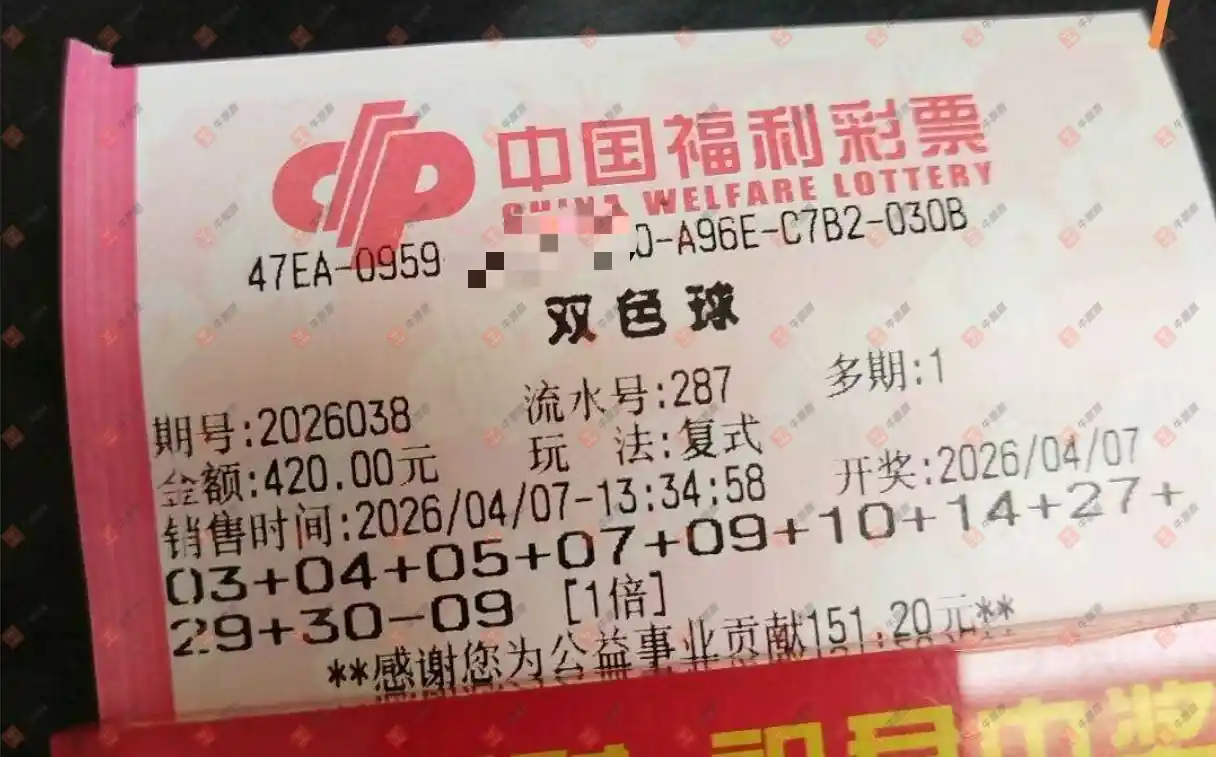 中国福利彩票
CHINA WELFARE LOTTERY
47EA-0959 0-A96E-C7B2-030B
双色球
期号:2026038 流水号:287 多期:1
金额:420.00元 玩 法:复式 开奖:2026/04/07
销售时间:2026/04/07-13:34:58
03+04+05+07+09+10+14+27+
29+30-09 [1倍]
**感谢您为公益事业贡献151.20元**